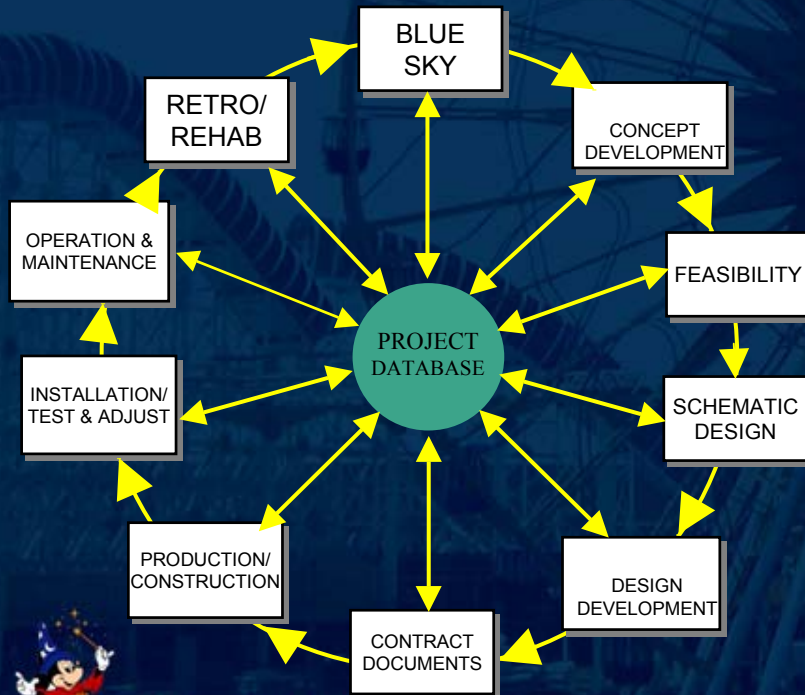 BLUE
SKY
CONCEPT
DEVELOPMENT
FEASIBILITY
SCHEMATIC
DESIGN
DESIGN
DEVELOPMENT
CONTRACT
DOCUMENTS
PRODUCTION/
CONSTRUCTION
INSTALLATION/
TEST & ADJUST
OPERATION &
MAINTENANCE
RETRO/
REHAB
PROJECT
DATABASE